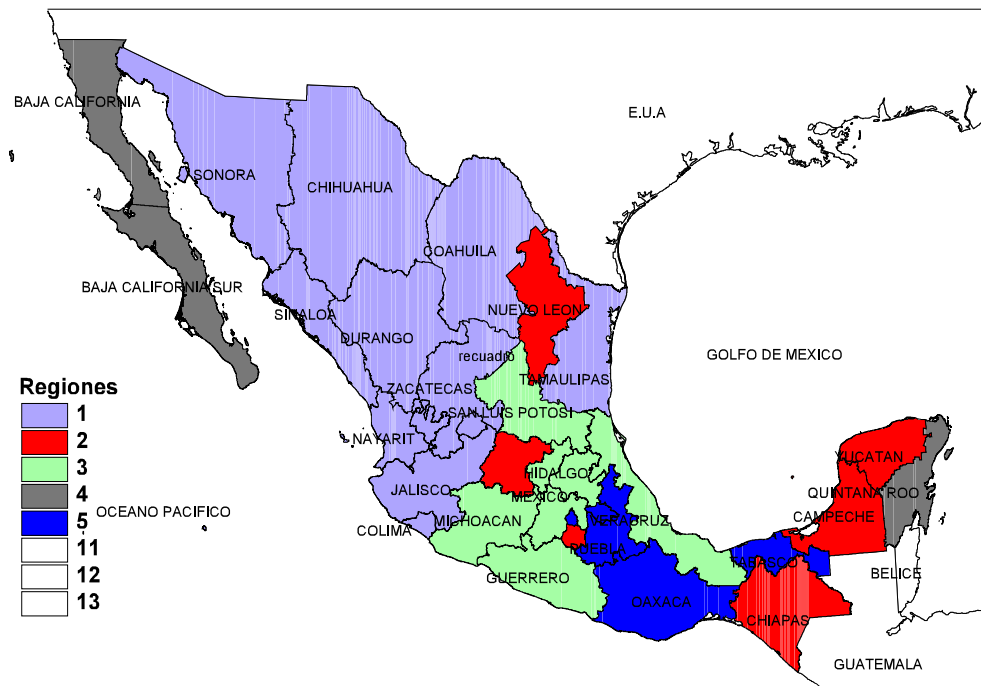 E.U.A
BAJA CALIFORNIA
SONORA
CHIHUAHUA
COAHUILA
BAJA CALIFORNIA SUR
SINALOA
NUEVO LEON
DURANGO
recuadro
GOLFO DE MEXICO
ZACATECAS
TAMAULIPAS
SAN LUIS POTOSI
NAYARIT
YUCATAN
HIDALGO
JALISCO
QUINTANA ROO
MEXICO
CAMPECHE
OCEANO PACIFICO
COLIMA
MICHOACAN
VERACRUZ
PUEBLA
TABASCO
BELICE
GUERRERO
OAXACA
CHIAPAS
GUATEMALA
Regiones
1
2
3
4
5
11
12
13